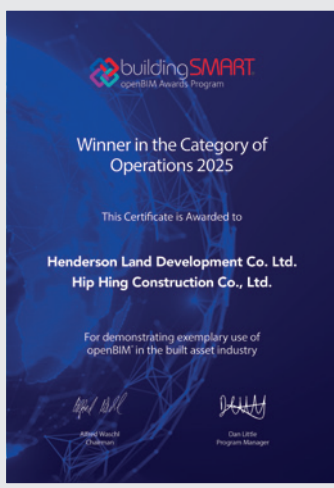 buildingSMART
openBIM Awards Program
Winner in the Category of
Operations 2025
This Certificate is Awarded to
Henderson Land Development Co. Ltd.
Hip Hing Construction Co., Ltd.
For demonstrating exemplary use of
openBIM™ in the built asset industry
Alfred Waschl
Chairman
Dan Little
Program Manager